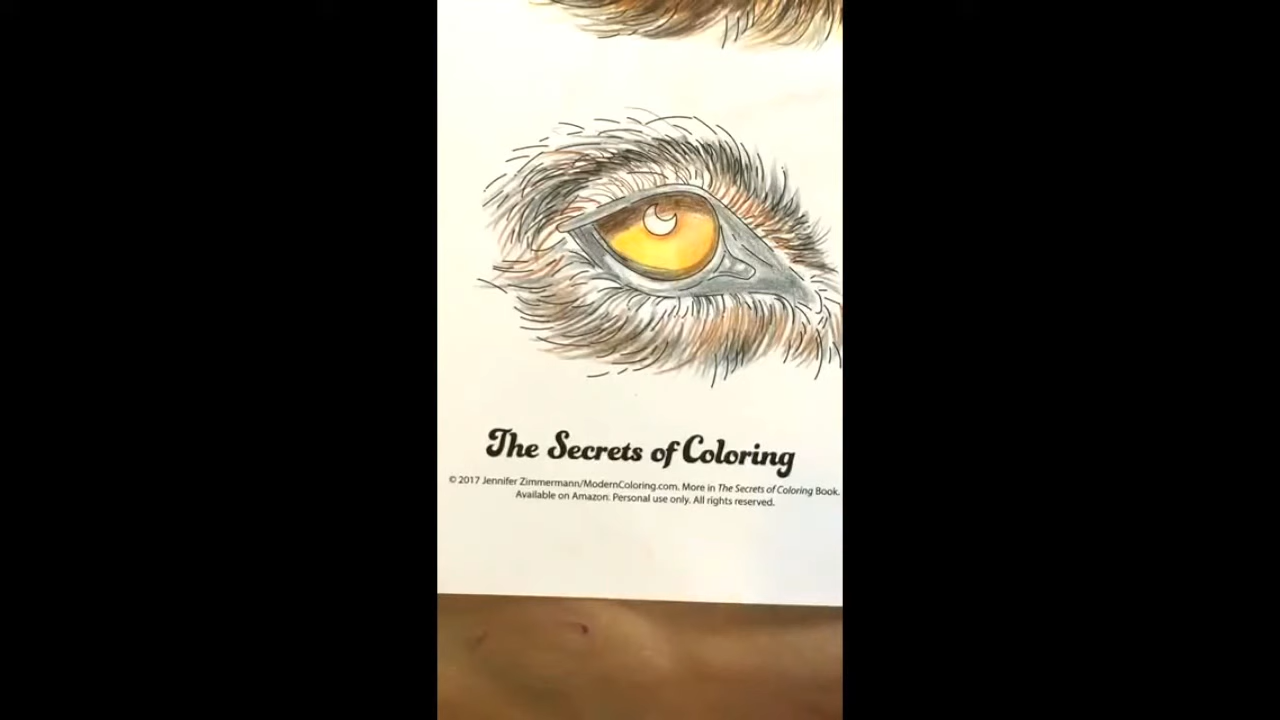 The Secrets of Coloring
© 2017 Jennifer Zimmermann/ModernColoring.com. More in The Secrets of Coloring Book.
Available on Amazon. Personal use only. All rights reserved.